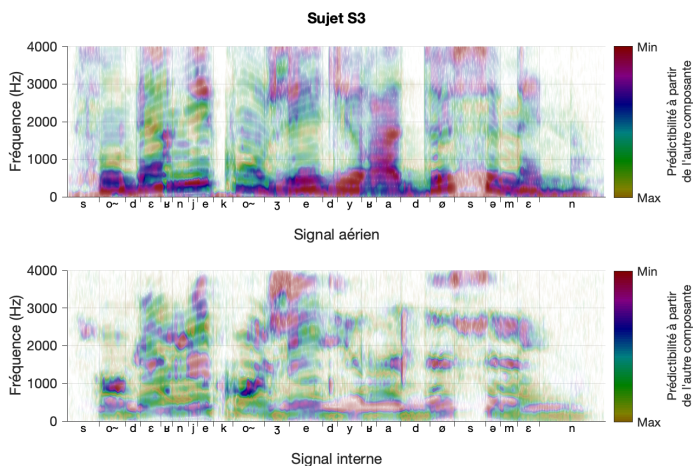 Sujet S3
4000
3000
2000
1000
0
Fréquence (Hz)
s o~ d ɛ ʁ n j e k o~ ʒ e d y ʁ a d ø s ə m ɛ n
Signal aérien
Min
Max
Prédictibilité à partir
de l'autre composante
4000
3000
2000
1000
0
Fréquence (Hz)
s o~ d ɛ ʁ n j e k o~ ʒ e d y ʁ a d ø s ə m ɛ n
Signal interne
Min
Max
Prédictibilité à partir
de l'autre composante